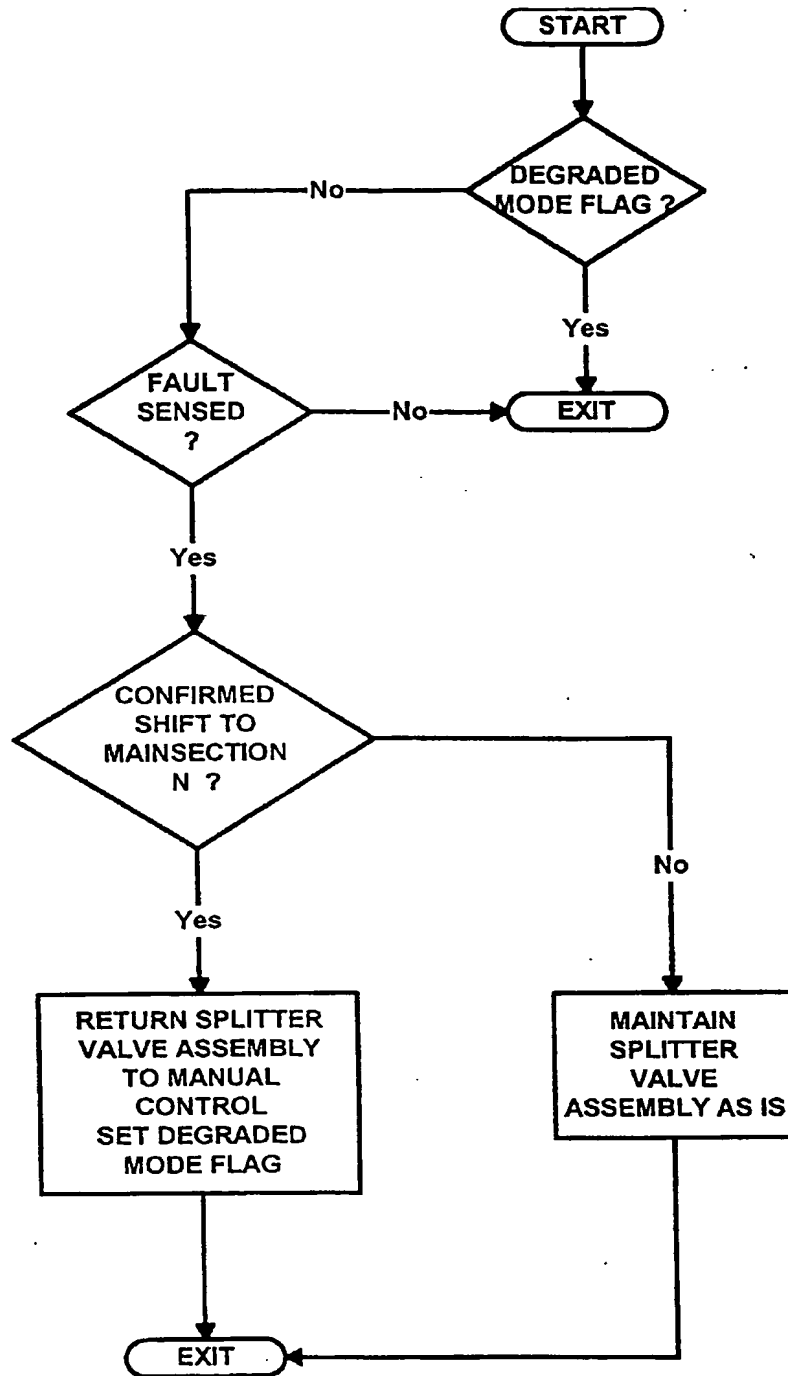 START
DEGRADED
MODE FLAG ?
No
Yes
FAULT
SENSED
?
No
EXIT
Yes
CONFIRMED
SHIFT TO
MAINSECTION
N ?
No
Yes
RETURN SPLITTER
VALVE ASSEMBLY
TO MANUAL
CONTROL
SET DEGRADED
MODE FLAG
MAINTAIN
SPLITTER
VALVE
ASSEMBLY AS IS
EXIT